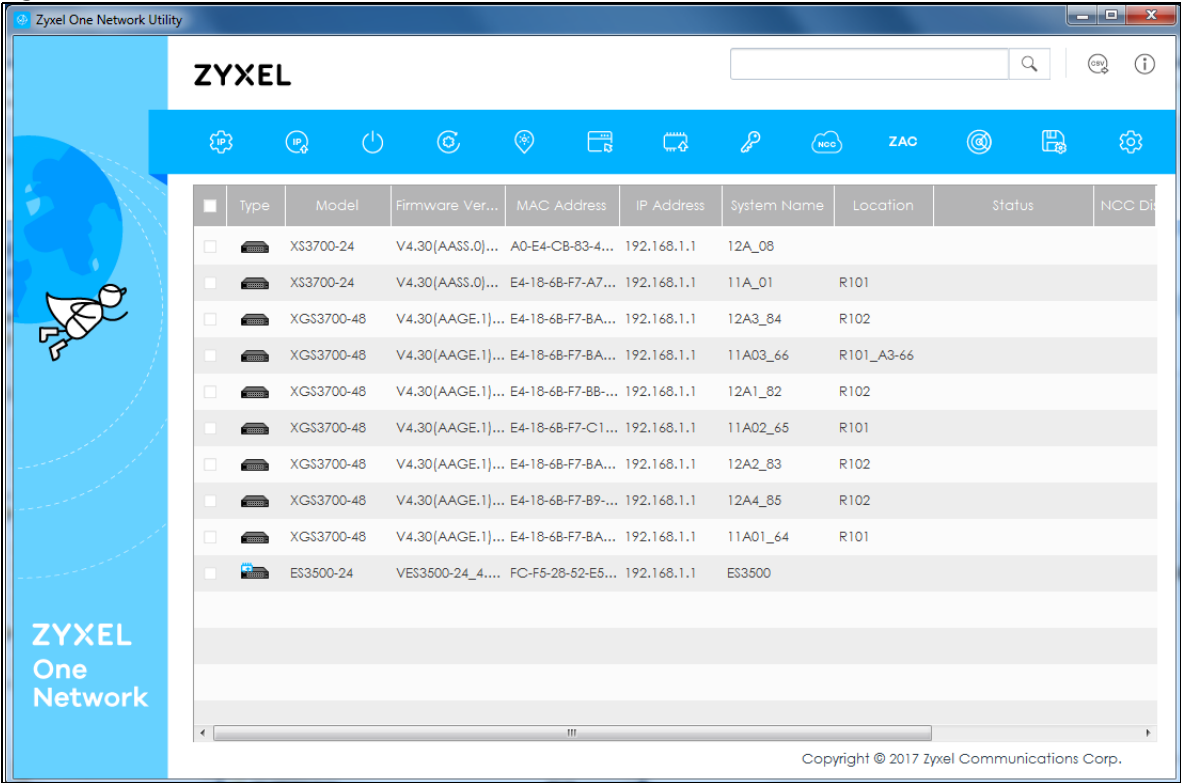 Zyxel One Network Utility
ZYXEL
CSV
IP IP NCC ZAC
Type Model Firmware Ver... MAC Address IP Address System Name Location Status NCC Dis
XS3700-24 V4.30(AASS.0)... A0-E4-CB-83-4... 192.168.1.1 12A_08
XS3700-24 V4.30(AASS.0)... E4-18-6B-F7-A7... 192.168.1.1 11A_01 R101
XGS3700-48 V4.30(AAGE.1)... E4-18-6B-F7-BA... 192.168.1.1 12A3_84 R102
XGS3700-48 V4.30(AAGE.1)... E4-18-6B-F7-BA... 192.168.1.1 11A03_66 R101_A3-66
XGS3700-48 V4.30(AAGE.1)... E4-18-6B-F7-BB-... 192.168.1.1 12A1_82 R102
XGS3700-48 V4.30(AAGE.1)... E4-18-6B-F7-C1... 192.168.1.1 11A02_65 R101
XGS3700-48 V4.30(AAGE.1)... E4-18-6B-F7-BA... 192.168.1.1 12A2_83 R102
XGS3700-48 V4.30(AAGE.1)... E4-18-6B-F7-B9-... 192.168.1.1 12A4_85 R102
XGS3700-48 V4.30(AAGE.1)... E4-18-6B-F7-BA... 192.168.1.1 11A01_64 R101
ES3500-24 VES3500-24_4.... FC-F5-28-52-E5... 192.168.1.1 ES3500
ZYXEL
One
Network
Copyright © 2017 Zyxel Communications Corp.